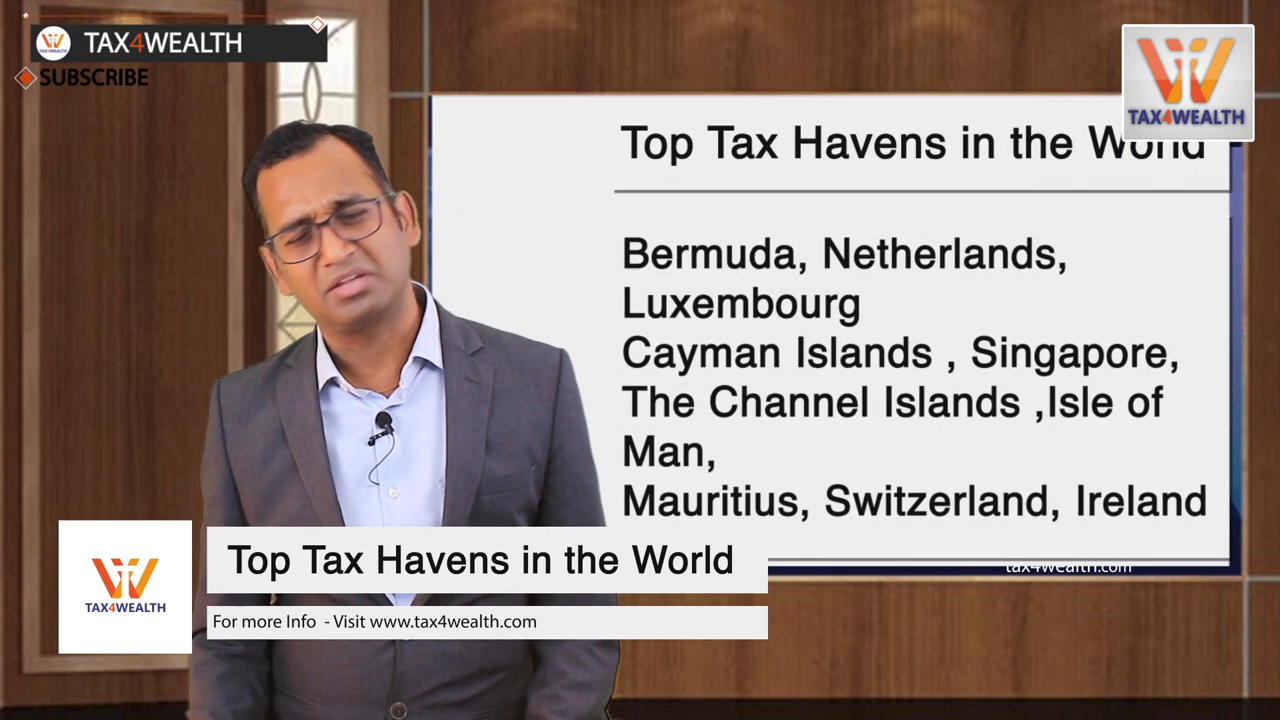 TAX4WEALTH
SUBSCRIBE
TAX4WEALTH
TAX4WEALTH
Top Tax Havens in the World
Bermuda, Netherlands,
Luxembourg
Cayman Islands , Singapore,
The Channel Islands ,Isle of
Man,
Mauritius, Switzerland, Ireland
tax4wealth.com
TAX4WEALTH
Top Tax Havens in the World
For more Info - Visit www.tax4wealth.com